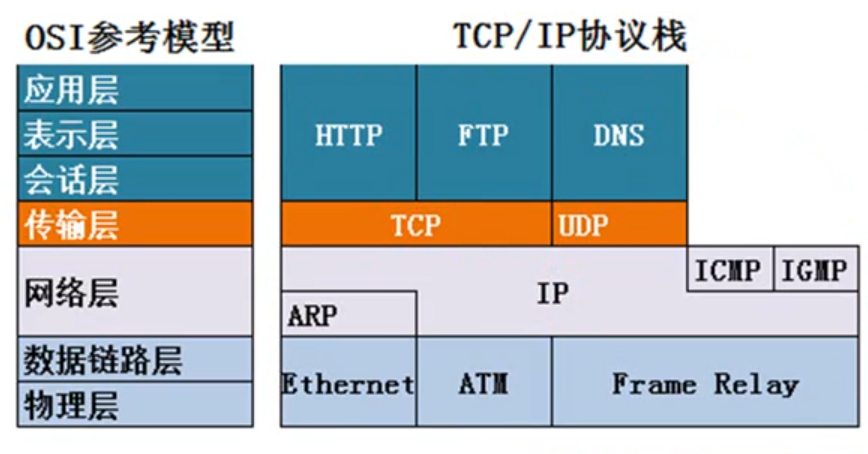 OSI参考模型
TCP/IP协议栈
应用层
表示层
会话层
传输层
网络层
数据链路层
物理层
HTTP
FTP
DNS
TCP
UDP
IP
ICMP
IGMP
ARP
Ethernet
ATM
Frame Relay